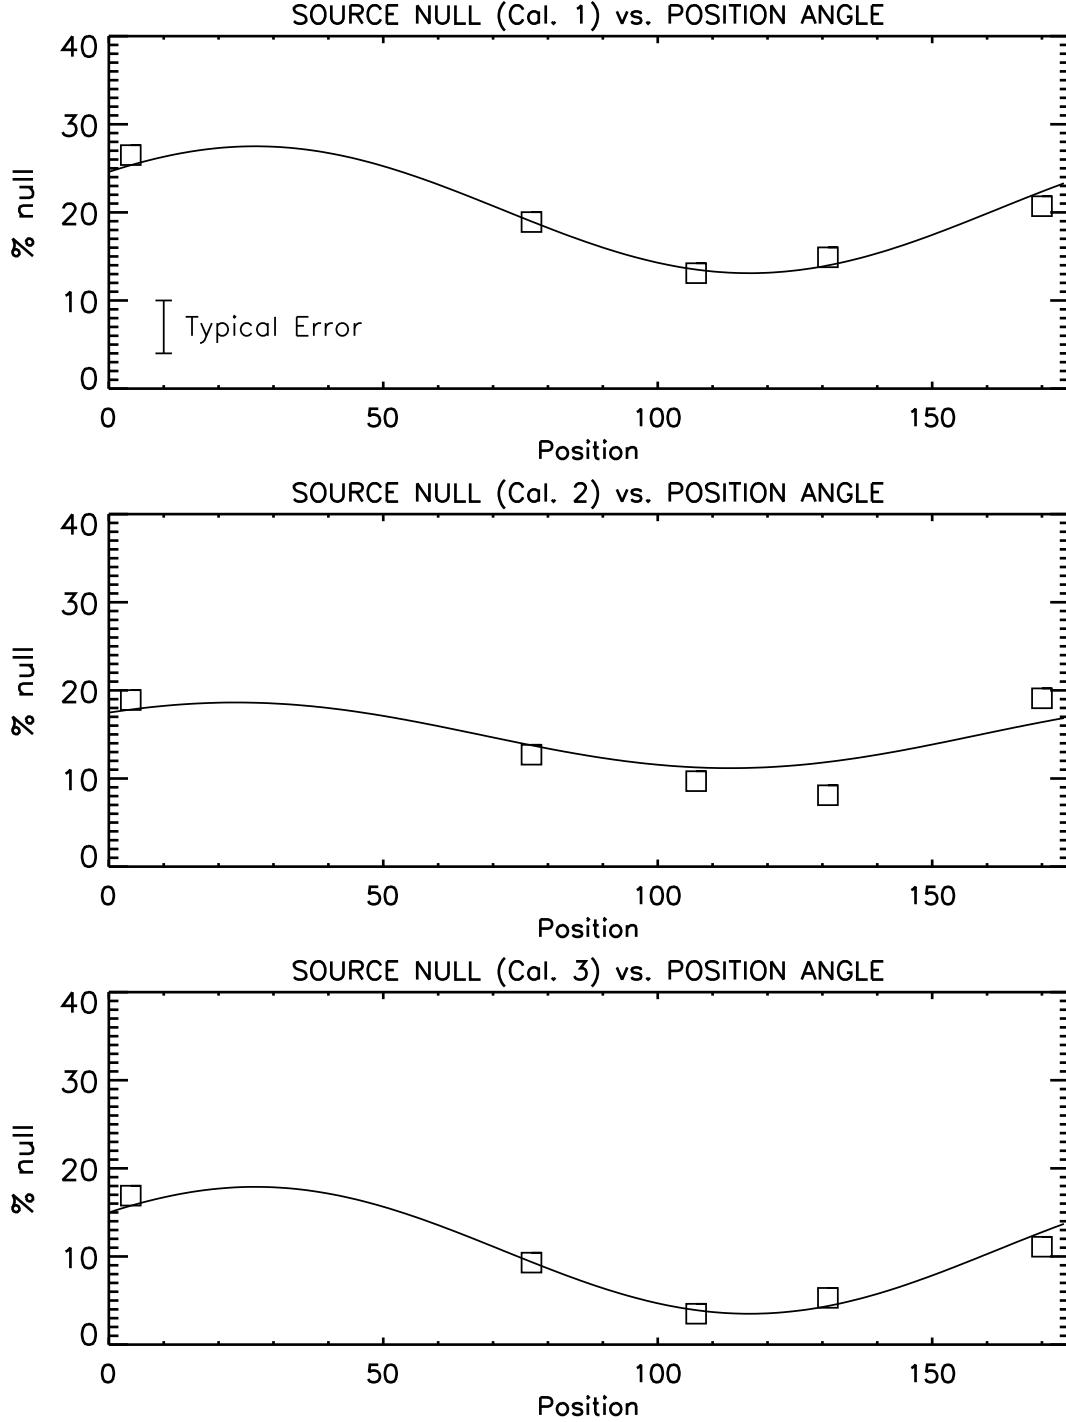 SOURCE NULL (Cal. 1) vs. POSITION ANGLE
40
30
20
10
0
% null
Typical Error
0 50 100 150
Position
SOURCE NULL (Cal. 2) vs. POSITION ANGLE
40
30
20
10
0
% null
0 50 100 150
Position
SOURCE NULL (Cal. 3) vs. POSITION ANGLE
40
30
20
10
0
% null
0 50 100 150
Position